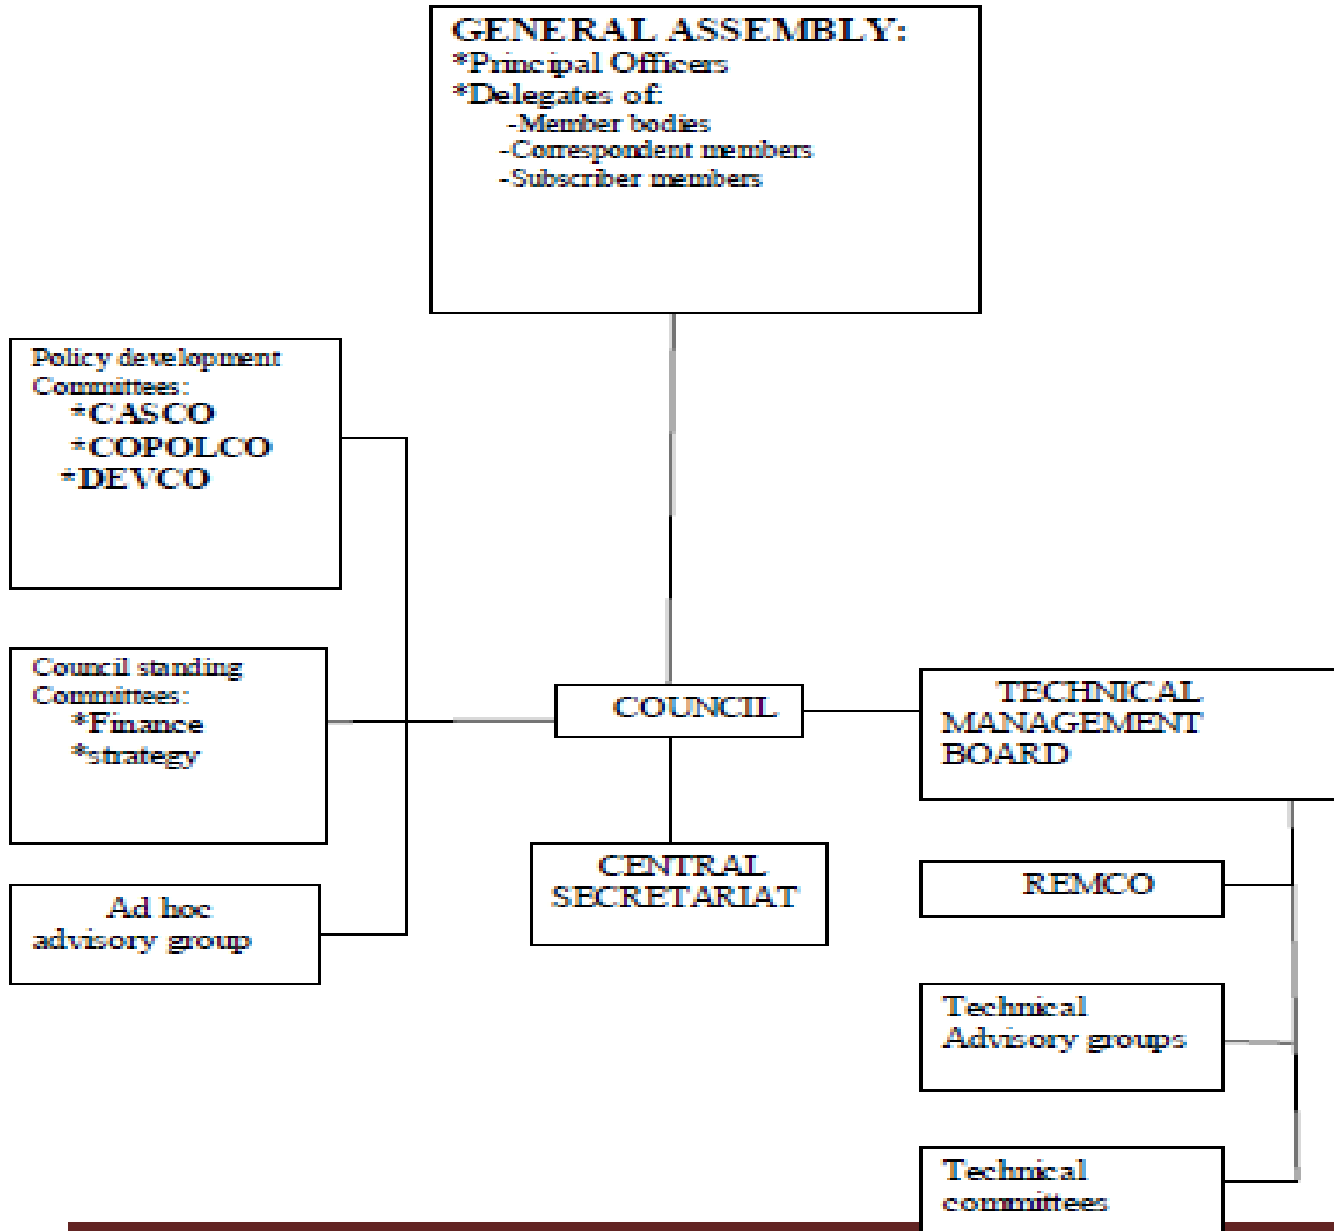 GENERAL ASSEMBLY:
*Principal Officers
*Delegates of:
-Member bodies
-Correspondent members
-Subscriber members
Policy development
Committees:
*CASCO
*COPOLCO
*DEVCO
Council standing
Committees:
*Finance
*strategy
Ad hoc
advisory group
COUNCIL
CENTRAL
SECRETARIAT
TECHNICAL
MANAGEMENT
BOARD
REMCO
Technical
Advisory groups
Technical
committees